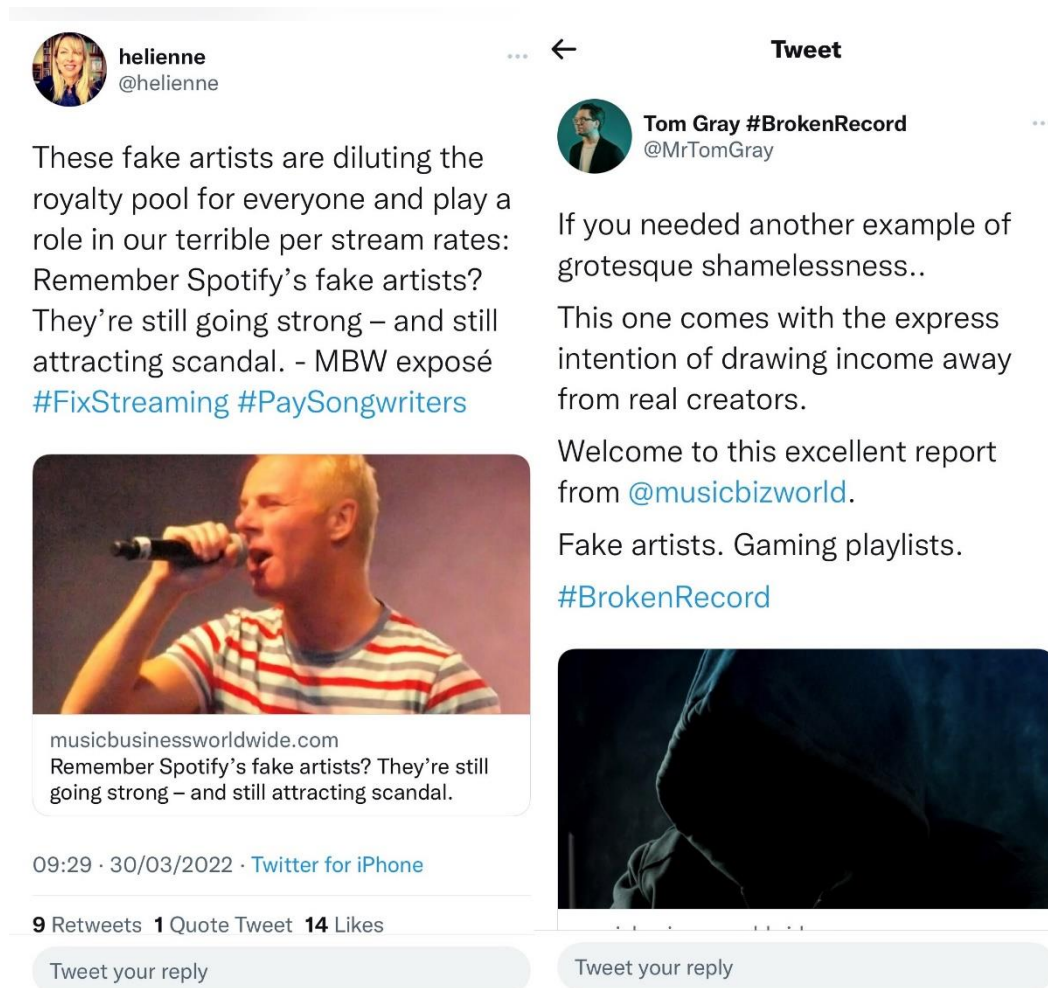 helienne
@helienne
These fake artists are diluting the
royalty pool for everyone and play a
role in our terrible per stream rates:
Remember Spotify’s fake artists?
They’re still going strong – and still
attracting scandal. - MBW exposé
#FixStreaming #PaySongwriters
musicbusinessworldwide.com
Remember Spotify’s fake artists? They’re still
going strong – and still attracting scandal.
09:29 · 30/03/2022 · Twitter for iPhone
9 Retweets 1 Quote Tweet 14 Likes
Tweet your reply
Tweet
Tom Gray #BrokenRecord
@MrTomGray
If you needed another example of
grotesque shamelessness..
This one comes with the express
intention of drawing income away
from real creators.
Welcome to this excellent report
from @musicbizworld.
Fake artists. Gaming playlists.
#BrokenRecord
Tweet your reply